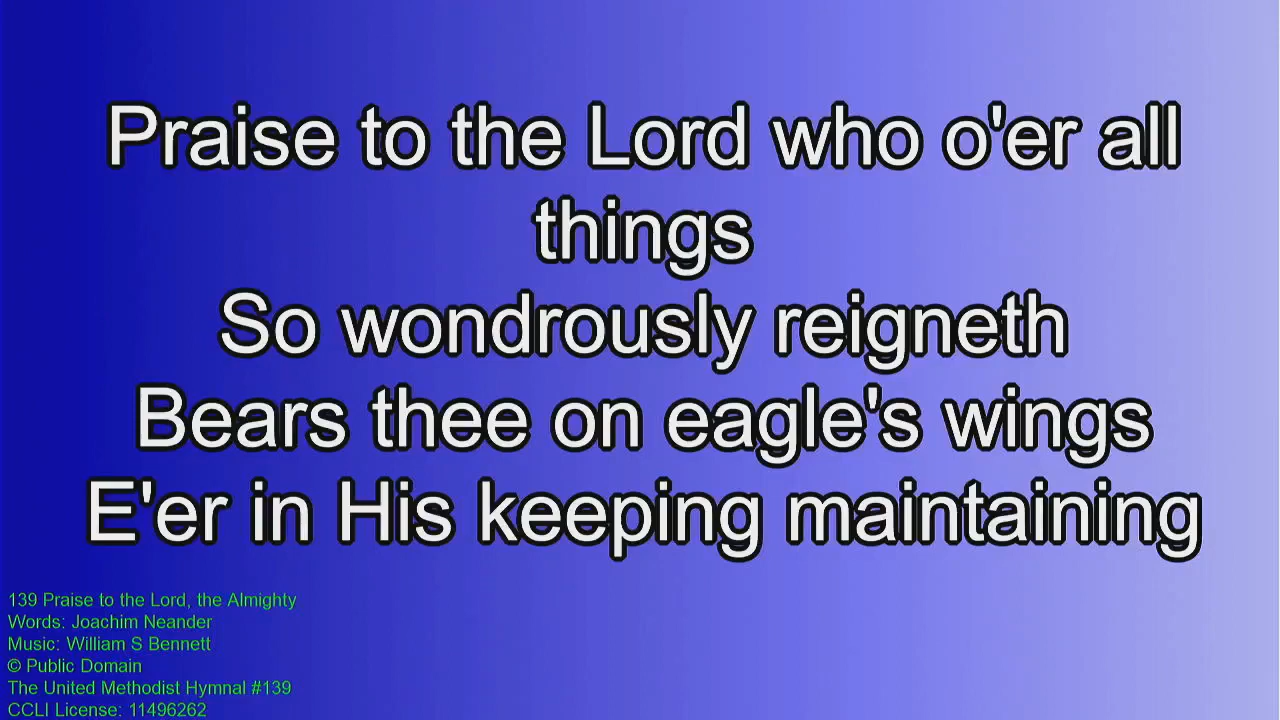 Praise to the Lord who o'er all
things
So wondrously reigneth
Bears thee on eagle's wings
E'er in His keeping maintaining
139 Praise to the Lord, the Almighty
Words: Joachim Neander
Music: William S Bennett
© Public Domain
The United Methodist Hymnal #139
CCLI License: 11496262